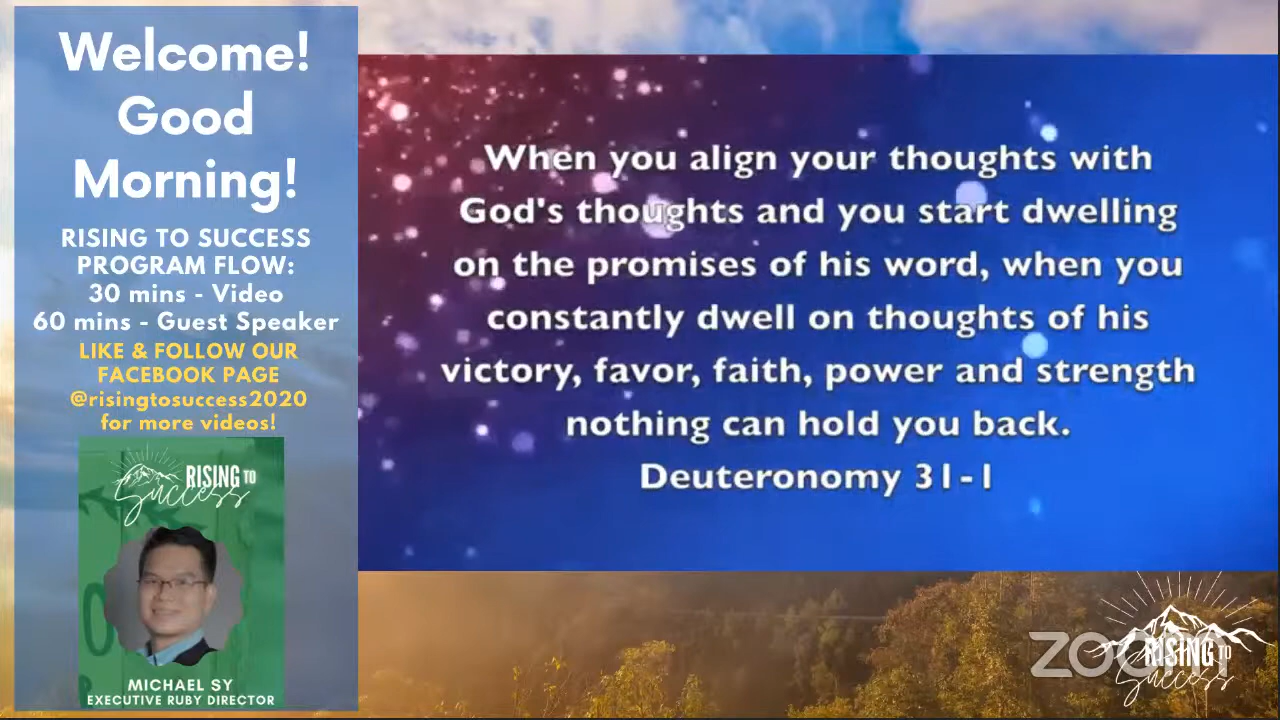 Welcome!
Good
Morning!
RISING TO SUCCESS
PROGRAM FLOW:
30 mins - Video
60 mins - Guest Speaker
LIKE & FOLLOW OUR
FACEBOOK PAGE
@risingtosuccess2020
for more videos!
RISING TO
Success
MICHAEL SY
EXECUTIVE RUBY DIRECTOR
When you align your thoughts with
God's thoughts and you start dwelling
on the promises of his word, when you
constantly dwell on thoughts of his
victory, favor, faith, power and strength
nothing can hold you back.
Deuteronomy 31-1
zoom
RISING TO
Success